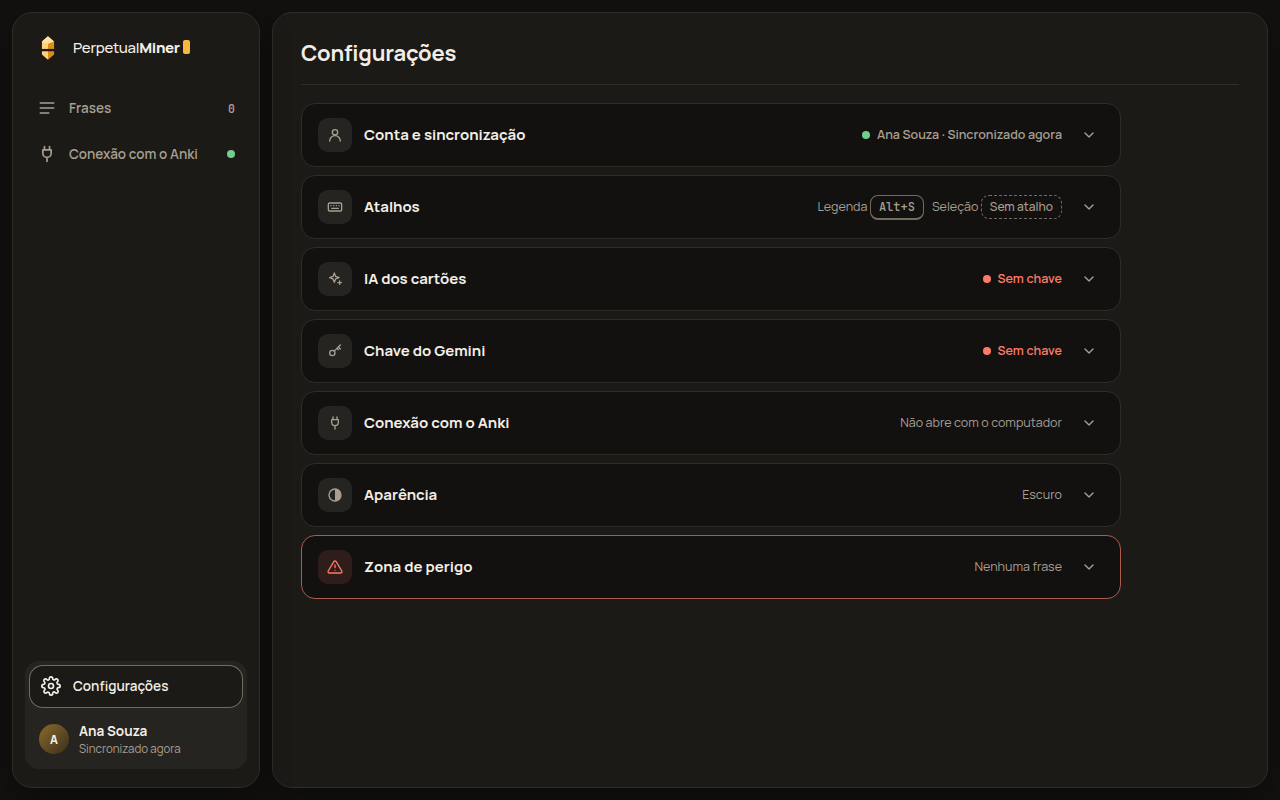 PerpetualMiner
Frases 0
Conexão com o Anki
Configurações
Ana Souza
Sincronizado agora
A
Configurações
Conta e sincronização
Ana Souza · Sincronizado agora
Atalhos
Legenda Alt+S Seleção Sem atalho
IA dos cartões
Sem chave
Chave do Gemini
Sem chave
Conexão com o Anki
Não abre com o computador
Aparência
Escuro
Zona de perigo
Nenhuma frase